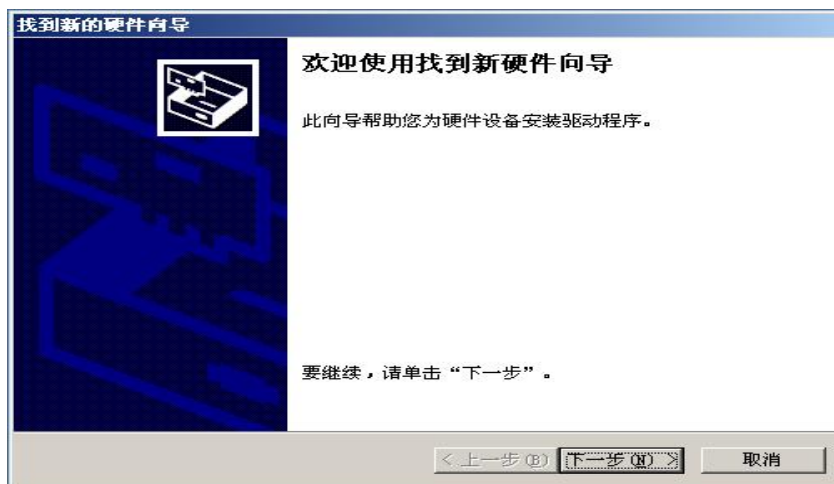 找到新的硬件向导
欢迎使用找到新硬件向导
此向导帮助您为硬件设备安装驱动程序。
要继续，请单击“下一步”。
< 上一步(B) 下一步(N) > 取消